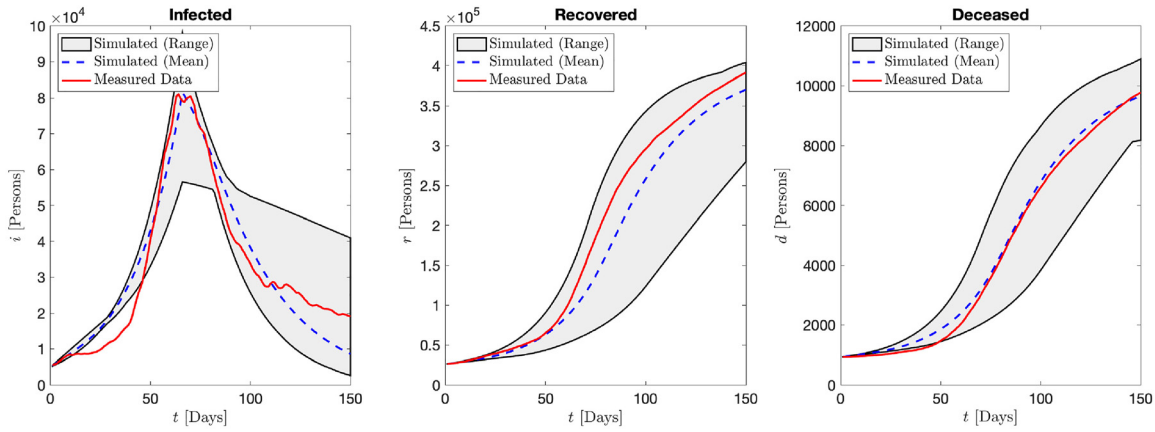 Infected
×10⁴
10
9
8
7
6
5
4
3
2
1
0
0 50 100 150
i [Persons]
t [Days]
Simulated (Range)
Simulated (Mean)
Measured Data
Recovered
×10⁵
5
4.5
4
3.5
3
2.5
2
1.5
1
0.5
0
0 50 100 150
r [Persons]
t [Days]
Simulated (Range)
Simulated (Mean)
Measured Data
Deceased
12000
10000
8000
6000
4000
2000
0
0 50 100 150
d [Persons]
t [Days]
Simulated (Range)
Simulated (Mean)
Measured Data